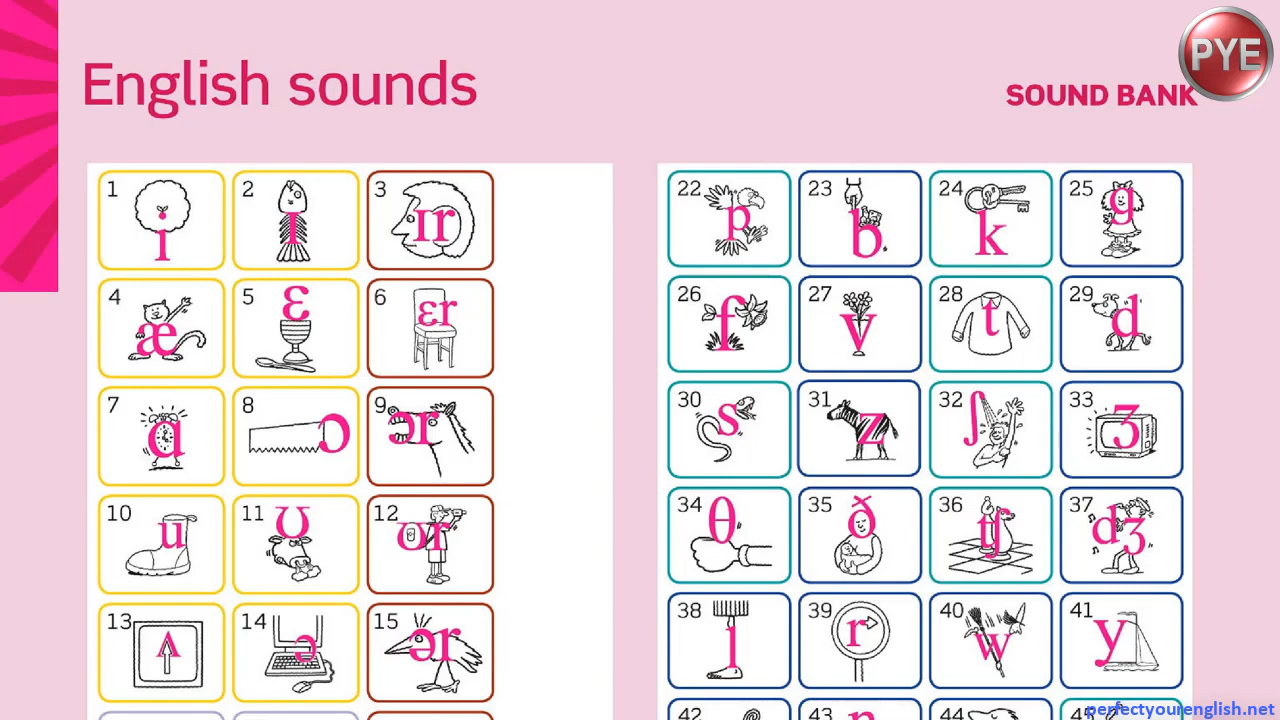 PYE
English sounds
SOUND BANK
1 i
2 ɪ
3 ɪr
4 æ
5 ɛ
6 ɛr
7 ɑ
8 ɔ
9 ɔr
10 u
11 ʊ
12 ʊr
13 ʌ
14 ə
15 ər
22 p
23 b
24 k
25 g
26 f
27 v
28 t
29 d
30 s
31 z
32 ʃ
33 ʒ
34 θ
35 ð
36 tʃ
37 dʒ
38 l
39 r
40 w
41 y
42
43
44
perfectyourenglish.net